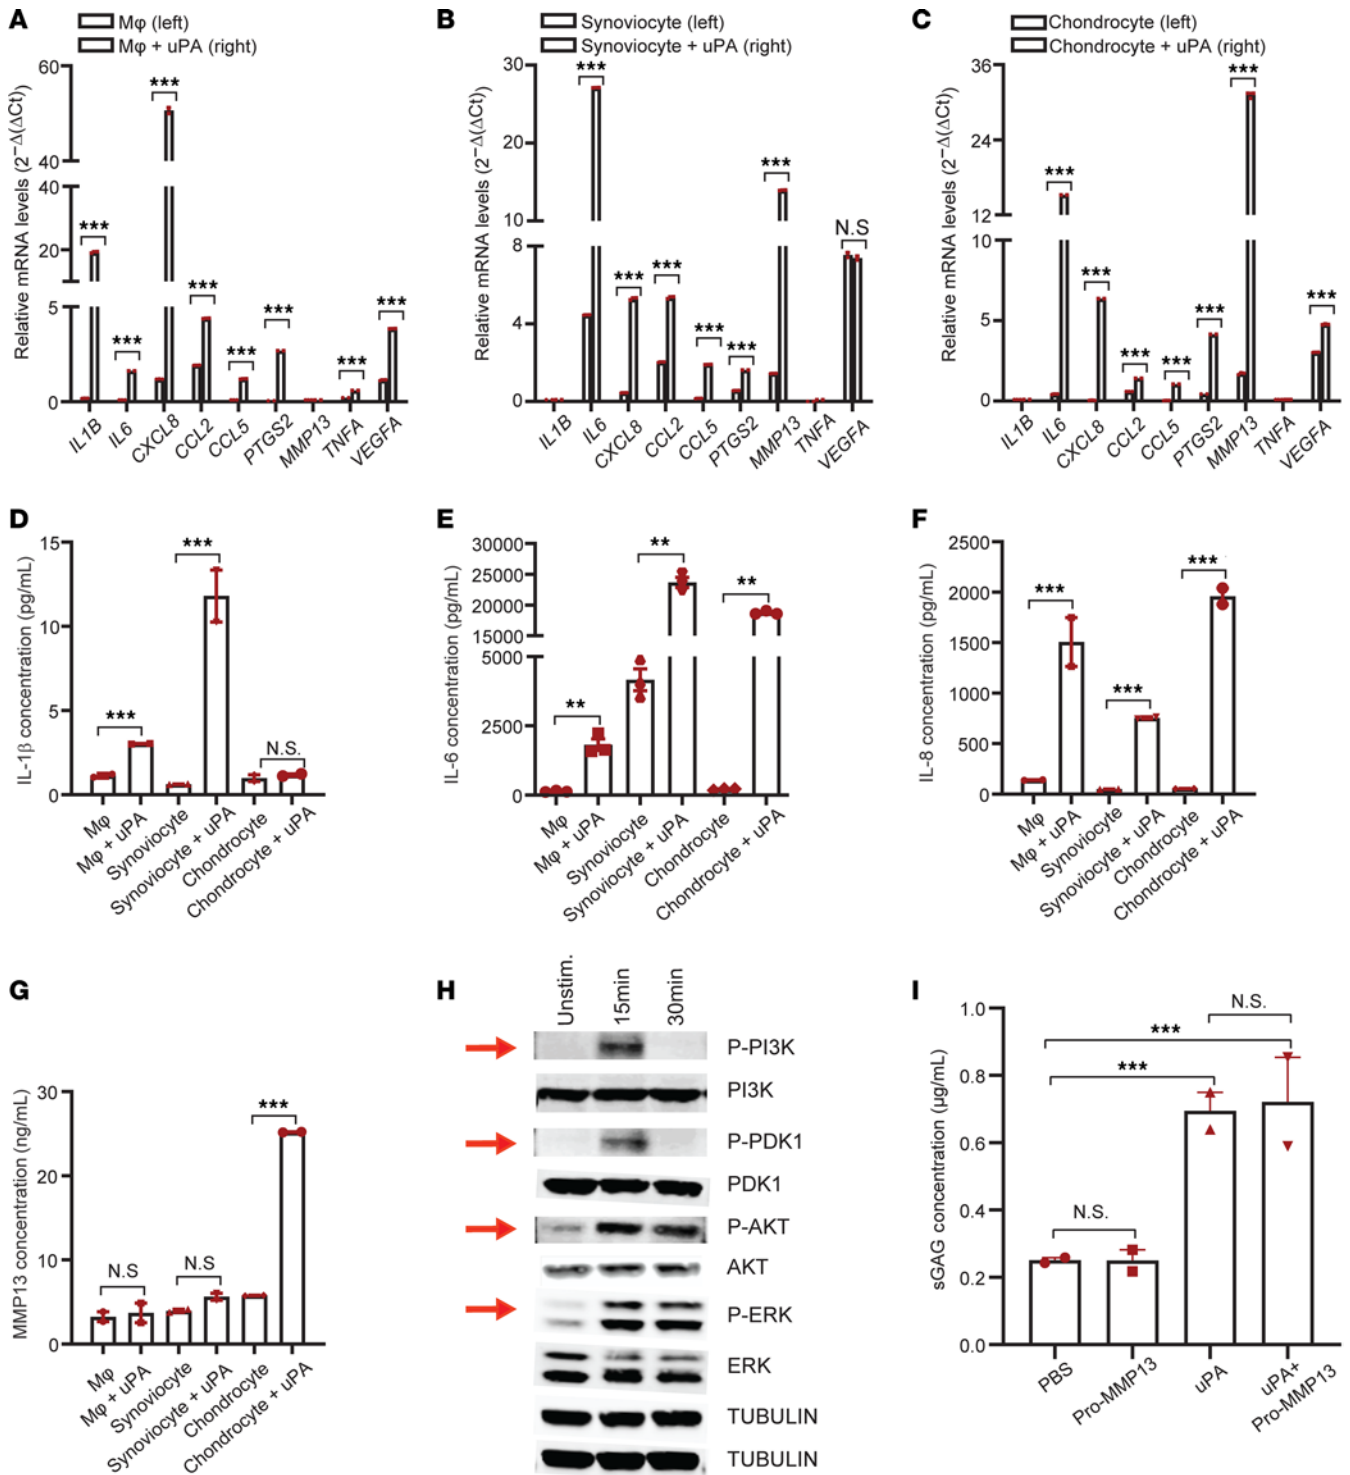 A
Mφ (left)
Mφ + uPA (right)
Relative mRNA levels (2⁻Δ(ΔCt))
60
40
40
20
5
0
***
***
***
***
***
***
***
***
IL1B
IL6
CXCL8
CCL2
CCL5
PTGS2
MMP13
TNFA
VEGFA
B
Synoviocyte (left)
Synoviocyte + uPA (right)
Relative mRNA levels (2⁻Δ(ΔCt))
30
20
10
8
4
0
***
***
***
***
***
***
N.S
IL1B
IL6
CXCL8
CCL2
CCL5
PTGS2
MMP13
TNFA
VEGFA
C
Chondrocyte (left)
Chondrocyte + uPA (right)
Relative mRNA levels (2⁻Δ(ΔCt))
36
24
12
10
5
0
***
***
***
***
***
***
***
IL1B
IL6
CXCL8
CCL2
CCL5
PTGS2
MMP13
TNFA
VEGFA
D
IL-1β concentration (pg/mL)
15
10
5
0
***
***
N.S.
Mφ
Mφ + uPA
Synoviocyte
Synoviocyte + uPA
Chondrocyte
Chondrocyte + uPA
E
IL-6 concentration (pg/mL)
30000
25000
20000
15000
5000
2500
0
**
**
**
Mφ
Mφ + uPA
Synoviocyte
Synoviocyte + uPA
Chondrocyte
Chondrocyte + uPA
F
IL-8 concentration (pg/mL)
2500
2000
1500
1000
500
0
***
***
***
Mφ
Mφ + uPA
Synoviocyte
Synoviocyte + uPA
Chondrocyte
Chondrocyte + uPA
G
MMP13 concentration (ng/mL)
30
20
10
0
N.S
N.S
***
Mφ
Mφ + uPA
Synoviocyte
Synoviocyte + uPA
Chondrocyte
Chondrocyte + uPA
H
Unstim.
15min
30min
P-PI3K
PI3K
P-PDK1
PDK1
P-AKT
AKT
P-ERK
ERK
TUBULIN
TUBULIN
I
sGAG concentration (µg/mL)
1.0
0.8
0.6
0.4
0.2
0.0
N.S.
***
***
N.S.
PBS
Pro-MMP13
uPA
uPA+
Pro-MMP13